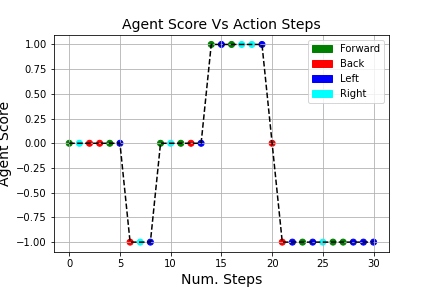 Agent Score Vs Action Steps
Agent Score
1.00
0.75
0.50
0.25
0.00
−0.25
−0.50
−0.75
−1.00
Forward
Back
Left
Right
0 5 10 15 20 25 30
Num. Steps